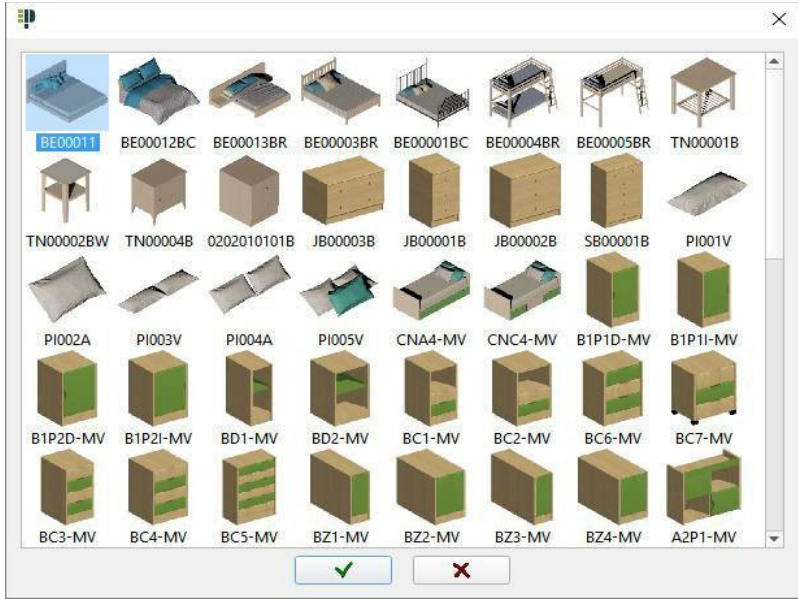 BE00011 BE00012BC BE00013BR BE00003BR BE00001BC BE00004BR BE00005BR TN00001B
TN00002BW TN00004B 0202010101B JB00003B JB00001B JB00002B SB00001B PI001V
PI002A PI003V PI004A PI005V CNA4-MV CNC4-MV B1P1D-MV B1P1I-MV
B1P2D-MV B1P2I-MV BD1-MV BD2-MV BC1-MV BC2-MV BC6-MV BC7-MV
BC3-MV BC4-MV BC5-MV BZ1-MV BZ2-MV BZ3-MV BZ4-MV A2P1-MV